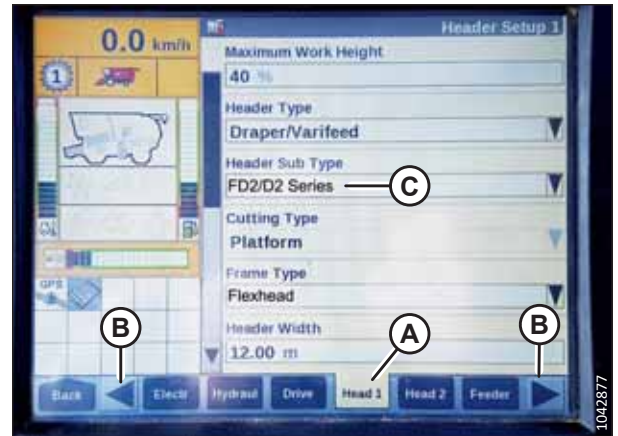 0.0 km/h
Header Setup 1
1
Maximum Work Height
40 %
Header Type
Draper/Varifeed
Header Sub Type
FD2/D2 Series
C
Cutting Type
Platform
Frame Type
Flexhead
Header Width
12.00 m
GPS
B
A
B
Back
Electr
Hydraul
Drive
Head 1
Head 2
Feeder
1042877